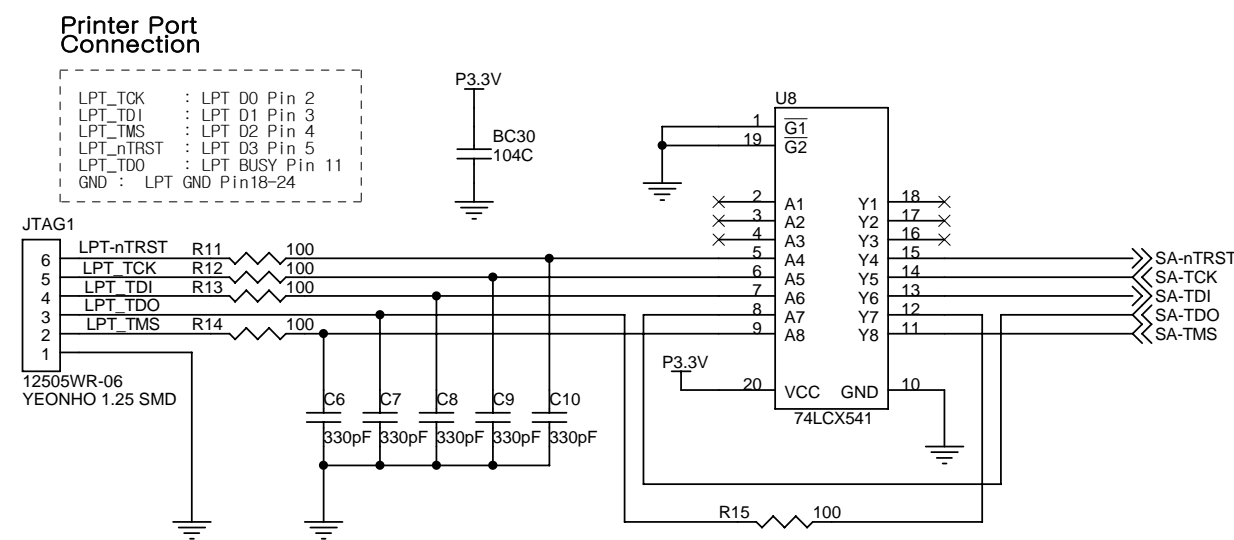 Printer Port
Connection
LPT_TCK : LPT D0 Pin 2
LPT_TDI : LPT D1 Pin 3
LPT_TMS : LPT D2 Pin 4
LPT_nTRST : LPT D3 Pin 5
LPT_TDO : LPT BUSY Pin 11
GND : LPT GND Pin18-24
P3.3V
BC30
104C
JTAG1
6 LPT-nTRST R11 100
5 LPT_TCK R12 100
4 LPT_TDI R13 100
3 LPT_TDO
2 LPT_TMS R14 100
1
12505WR-06
YEONHO 1.25 SMD
C6 C7 C8 C9 C10
330pF 330pF 330pF 330pF 330pF
U8
1 G1
19 G2
2 A1 Y1 18
3 A2 Y2 17
4 A3 Y3 16
5 A4 Y4 15 SA-nTRST
6 A5 Y5 14 SA-TCK
7 A6 Y6 13 SA-TDI
8 A7 Y7 12 SA-TDO
9 A8 Y8 11 SA-TMS
P3.3V
20 VCC GND 10
74LCX541
R15 100